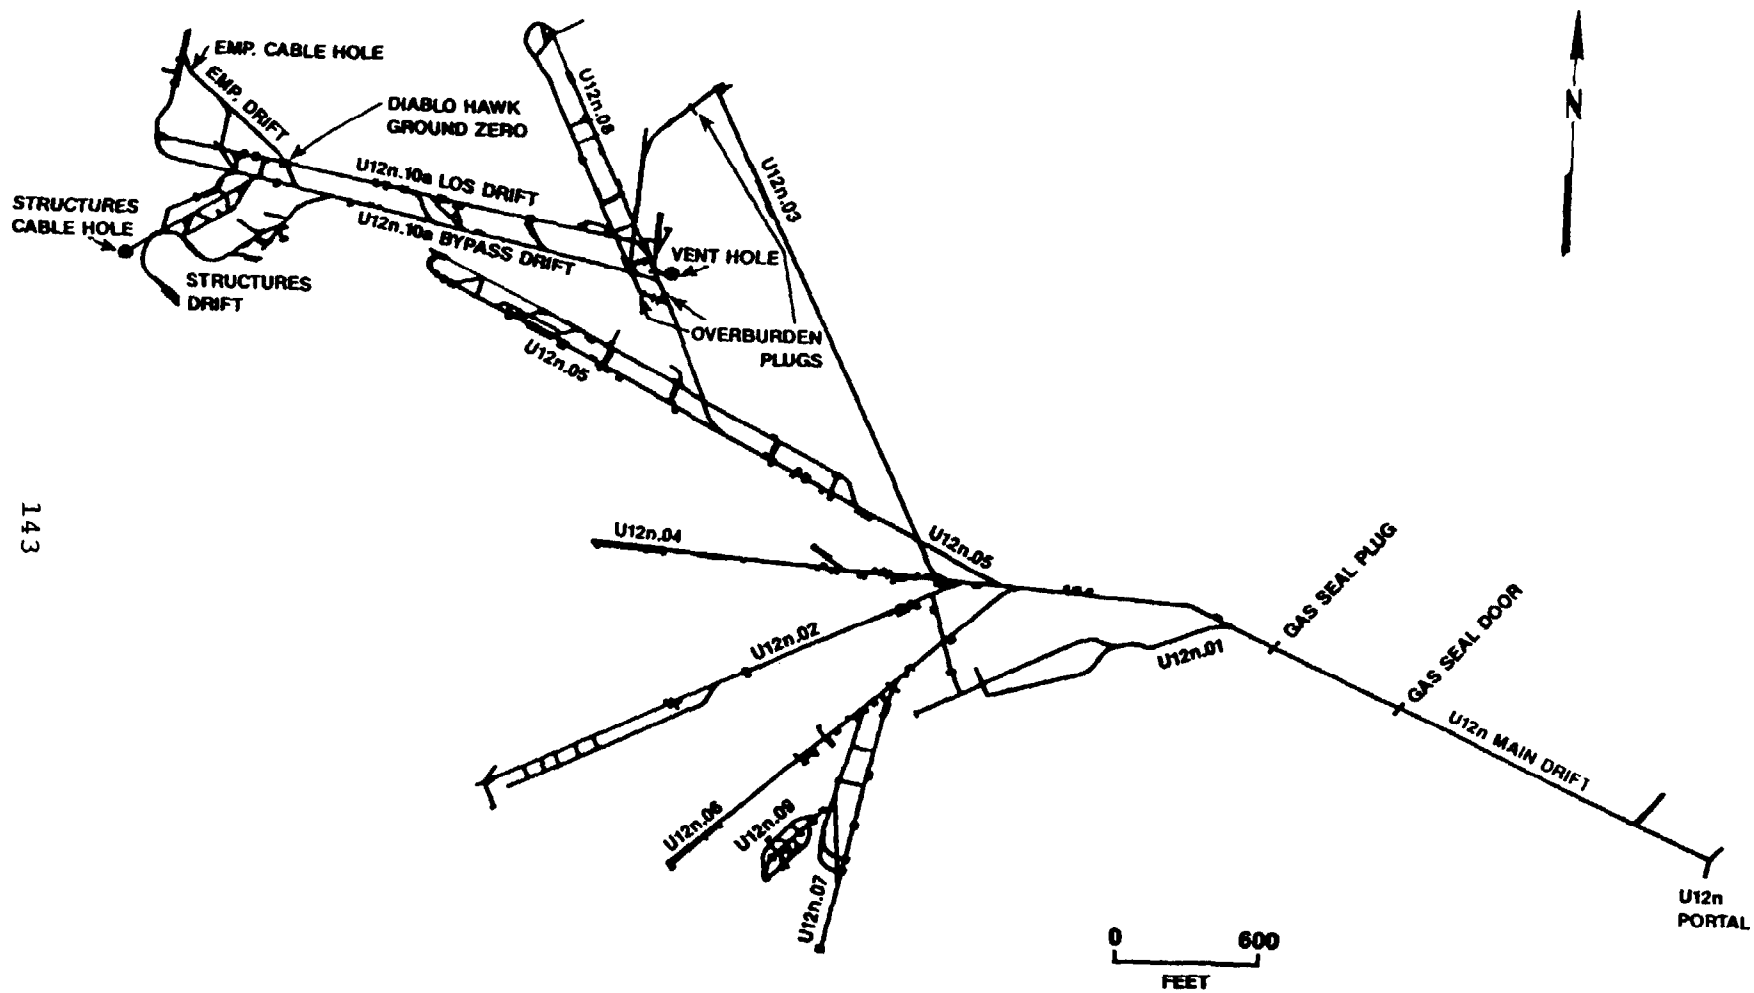 EMP. CABLE HOLE
EMP. DRIFT
DIABLO HAWK
GROUND ZERO
U12n.08
N
U12n.03
U12n.10a LOS DRIFT
STRUCTURES
CABLE HOLE
U12n.10a BYPASS DRIFT
VENT HOLE
STRUCTURES
DRIFT
OVERBURDEN
PLUGS
U12n.05
143
U12n.04
U12n.05
GAS SEAL PLUG
GAS SEAL DOOR
U12n.02
U12n.01
U12n MAIN DRIFT
U12n.06
U12n.09
U12n.07
U12n
PORTAL
0 600
FEET